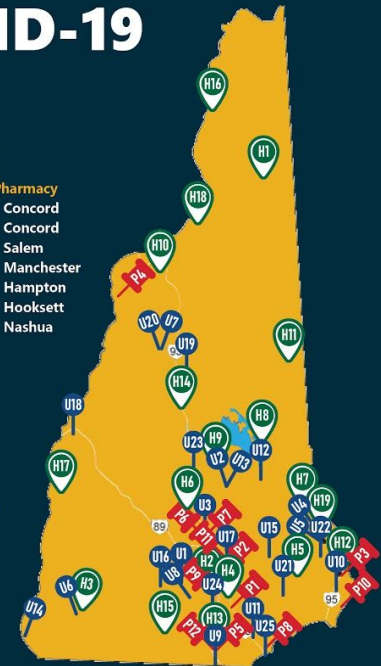 ID-19
Pharmacy
Concord
Concord
Salem
Manchester
Hampton
Hooksett
Nashua
H16
H1
H18
H10
P4
U20
U7
U19
H11
H14
U18
H8
H9
U23
U2
U13
U12
H17
H6
H7
U3
U4
H19
P6
P7
89
P11
U17
U15
U5
U22
P2
H12
P3
U16
U1
H2
H5
U10
P9
H4
U8
U21
U6
H3
U24
P1
P10
95
U14
H15
U11
H13
P12
P5
U25
P8
U9